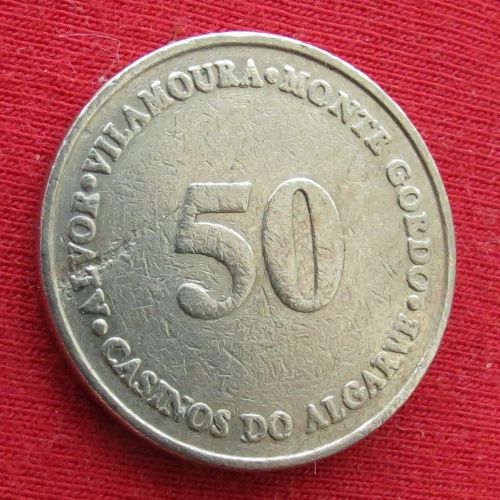 ALVOR • VILAMOURA • MONTE GORDO •
50
CASINOS DO ALGARVE •